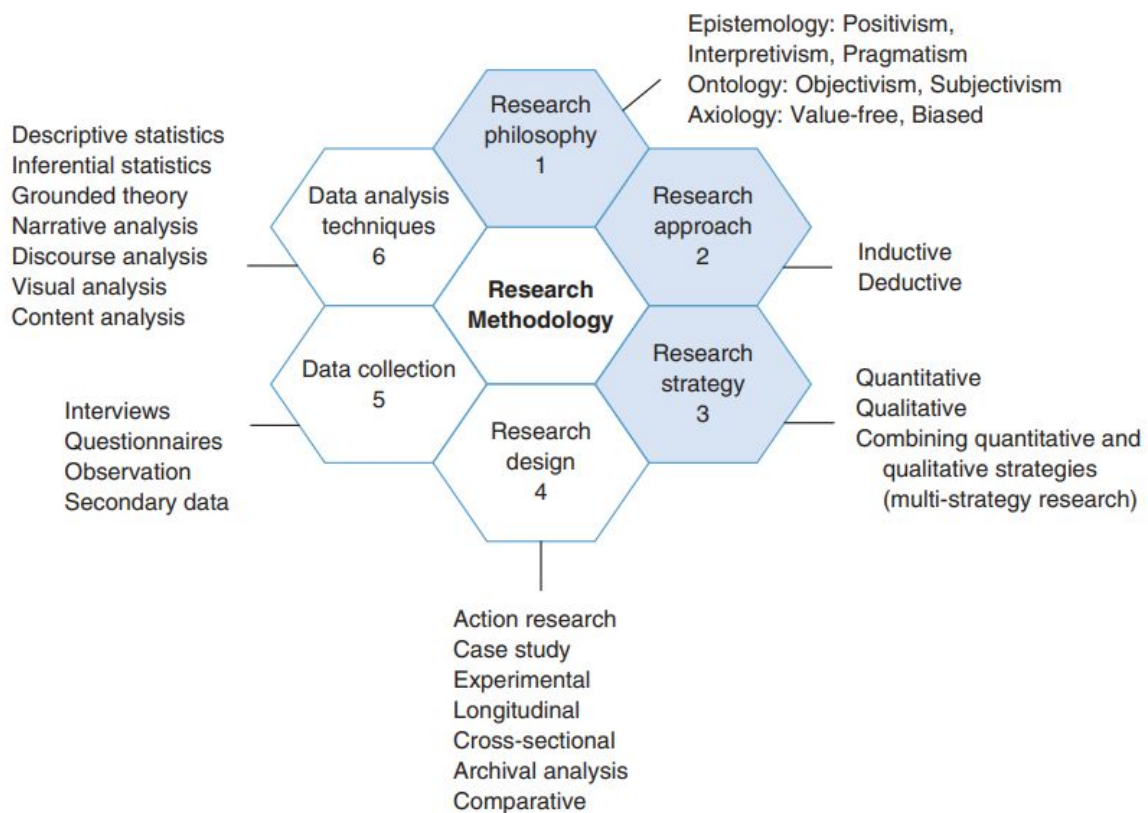 Epistemology: Positivism,
Interpretivism, Pragmatism
Ontology: Objectivism, Subjectivism
Axiology: Value-free, Biased
Research
philosophy
1
Research
approach
2
Inductive
Deductive
Research
strategy
3
Quantitative
Qualitative
Combining quantitative and
qualitative strategies
(multi-strategy research)
Research
design
4
Action research
Case study
Experimental
Longitudinal
Cross-sectional
Archival analysis
Comparative
Data collection
5
Interviews
Questionnaires
Observation
Secondary data
Data analysis
techniques
6
Descriptive statistics
Inferential statistics
Grounded theory
Narrative analysis
Discourse analysis
Visual analysis
Content analysis
Research
Methodology